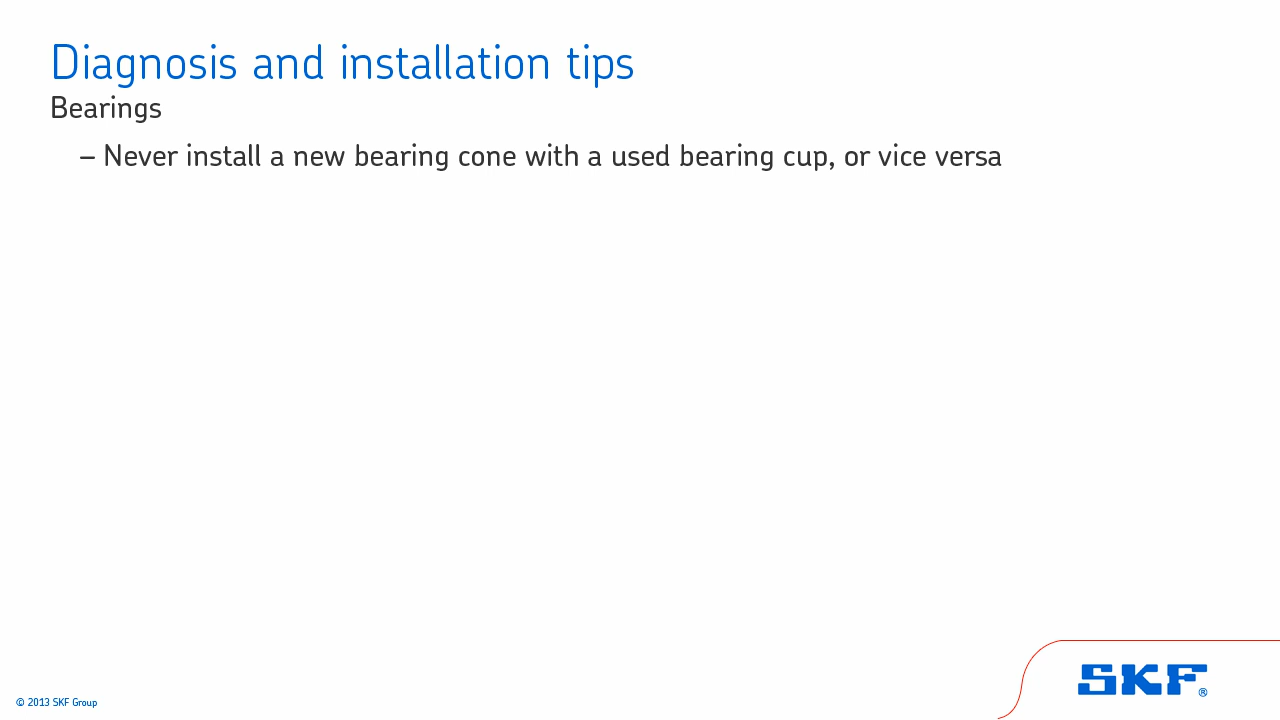 Diagnosis and installation tips
Bearings
– Never install a new bearing cone with a used bearing cup, or vice versa
SKF®
© 2013 SKF Group